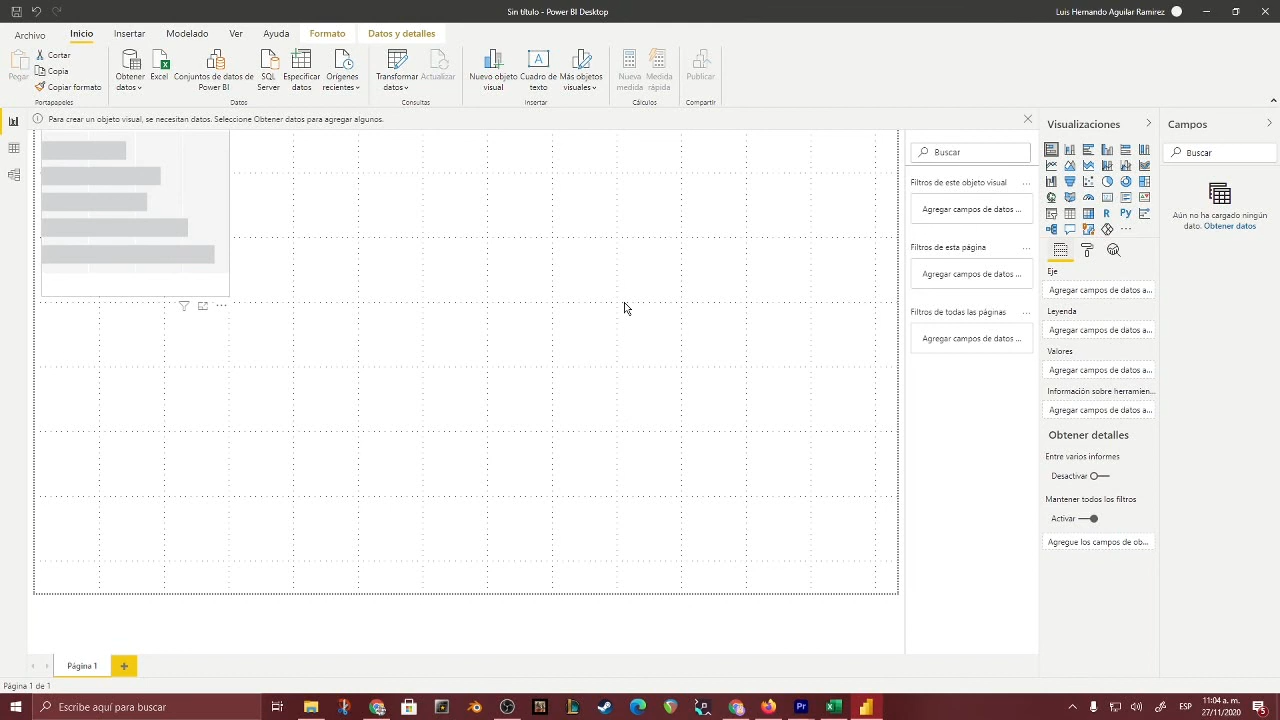 Sin título - Power BI Desktop
Luis Hernando Aguilar Ramirez
Archivo
Inicio
Insertar
Modelado
Ver
Ayuda
Formato
Datos y detalles
Pegar
Cortar
Copia
Copiar formato
Portapapeles
Obtener datos
Excel
Conjuntos de datos de Power BI
SQL Server
Especificar datos
Orígenes recientes
Datos
Transformar datos
Actualizar
Consultas
Nuevo objeto visual
Cuadro de texto
Más objetos visuales
Insertar
Nueva medida
Medida rápida
Cálculos
Publicar
Compartir
Para crear un objeto visual, se necesitan datos. Seleccione Obtener datos para agregar algunos.
Buscar
Filtros de este objeto visual
Agregar campos de datos ...
Filtros de esta página
Agregar campos de datos ...
Filtros de todas las páginas
Agregar campos de datos ...
Visualizaciones
R
Py
Eje
Agregar campos de datos a...
Leyenda
Agregar campos de datos a...
Valores
Agregar campos de datos a...
Información sobre herramien...
Agregar campos de datos a...
Obtener detalles
Entre varios informes
Desactivar
Mantener todos los filtros
Activar
Agregue los campos de ob...
Campos
Buscar
Aún no ha cargado ningún
dato. Obtener datos
Página 1
Página 1 de 1
Escribe aquí para buscar
ESP
11:04 a. m.
27/11/2020